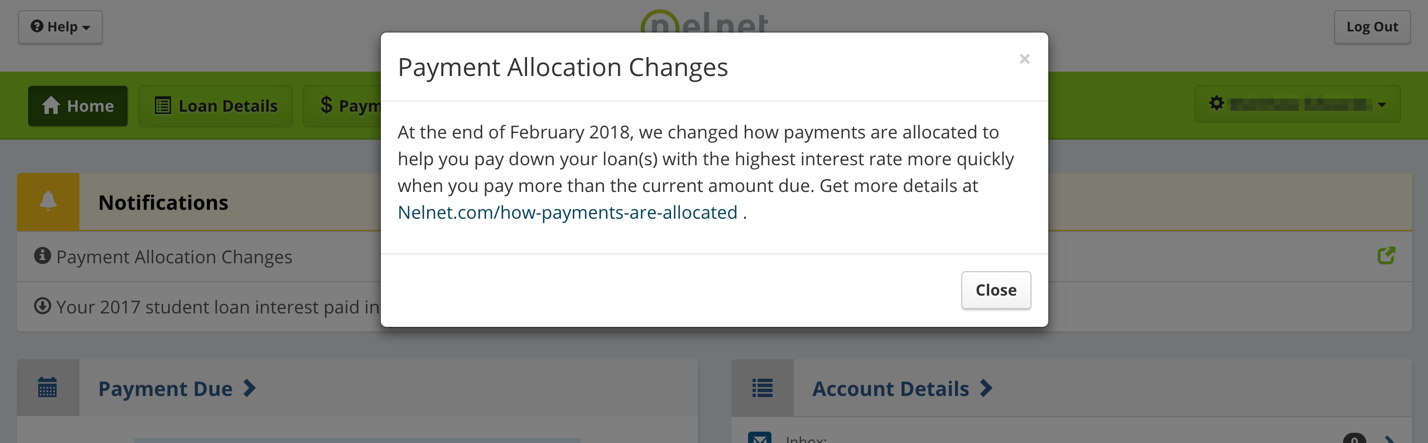 Help
nelnet
Log Out
Payment Allocation Changes
×
Home
Loan Details
$ Paym
At the end of February 2018, we changed how payments are allocated to
help you pay down your loan(s) with the highest interest rate more quickly
when you pay more than the current amount due. Get more details at
Nelnet.com/how-payments-are-allocated .
Notifications
Payment Allocation Changes
Your 2017 student loan interest paid in
Close
Payment Due
Account Details
Inbox:
0